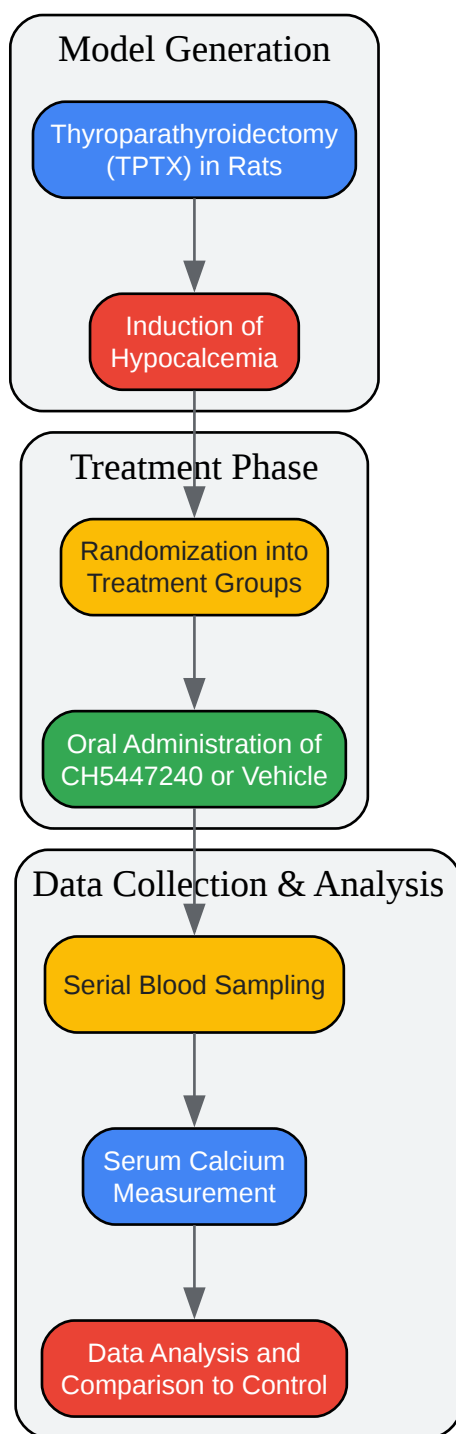 Model Generation
Thyroparathyroidectomy
(TPTX) in Rats
Induction of
Hypocalcemia
Treatment Phase
Randomization into
Treatment Groups
Oral Administration of
CH5447240 or Vehicle
Data Collection & Analysis
Serial Blood Sampling
Serum Calcium
Measurement
Data Analysis and
Comparison to Control